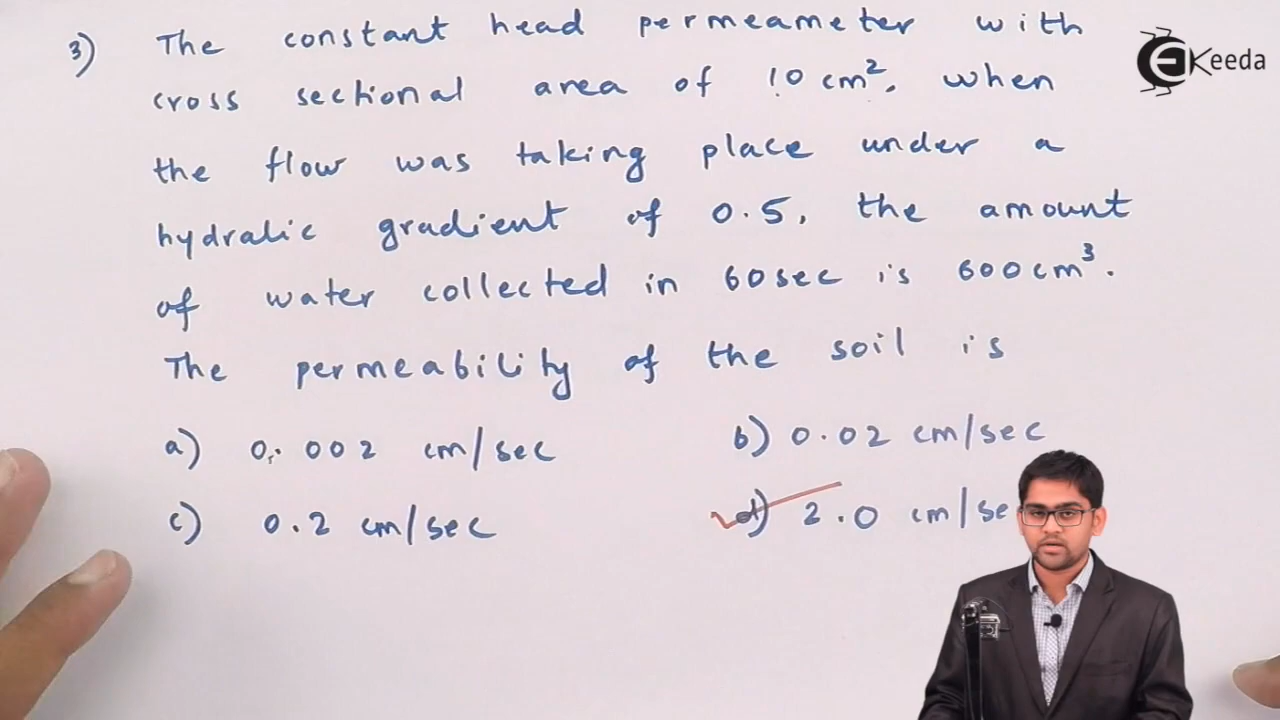 EKeeda
3) The constant head permeameter with
cross sectional area of 10 cm², when
the flow was taking place under a
hydralic gradient of 0.5, the amount
of water collected in 60sec is 600cm³.
The permeability of the soil is
a) 0.002 cm/sec b) 0.02 cm/sec
c) 0.2 cm/sec d) 2.0 cm/se